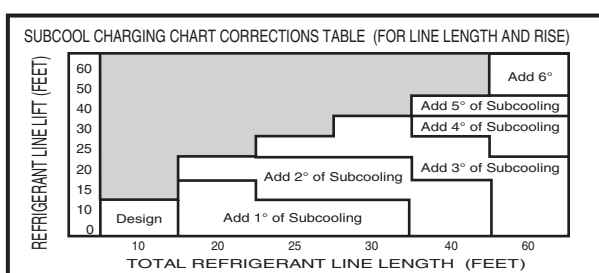 SUBCOOL CHARGING CHART CORRECTIONS TABLE (FOR LINE LENGTH AND RISE)
REFRIGERANT LINE LIFT (FEET)
60
50
40
30
25
20
15
10
0
Add 6°
Add 5° of Subcooling
Add 4° of Subcooling
Add 3° of Subcooling
Add 2° of Subcooling
Design
Add 1° of Subcooling
10 20 25 30 40 60
TOTAL REFRIGERANT LINE LENGTH (FEET)